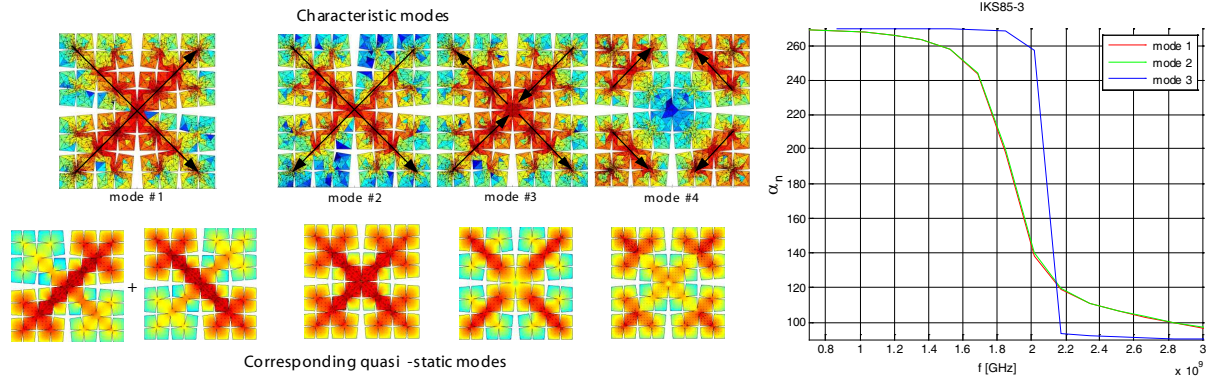 Characteristic modes
mode #1
mode #2
mode #3
mode #4
+
Corresponding quasi -static modes
IKS85-3
mode 1
mode 2
mode 3
260
240
220
200
180
160
140
120
100
αn
0.8
1
1.2
1.4
1.6
1.8
2
2.2
2.4
2.6
2.8
3
f [GHz]
x 10^9